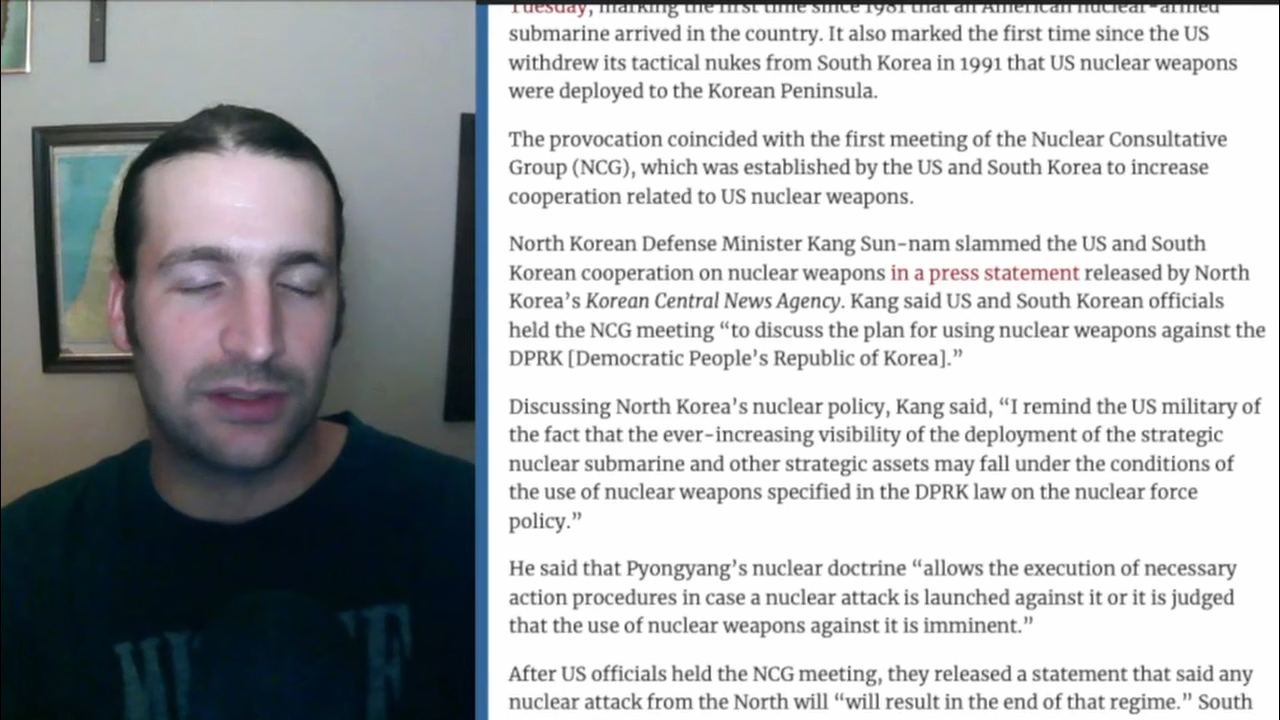 Tuesday, marking the first time since 1981 that an American nuclear-armed
submarine arrived in the country. It also marked the first time since the US
withdrew its tactical nukes from South Korea in 1991 that US nuclear weapons
were deployed to the Korean Peninsula.
The provocation coincided with the first meeting of the Nuclear Consultative
Group (NCG), which was established by the US and South Korea to increase
cooperation related to US nuclear weapons.
North Korean Defense Minister Kang Sun-nam slammed the US and South
Korean cooperation on nuclear weapons in a press statement released by North
Korea’s Korean Central News Agency. Kang said US and South Korean officials
held the NCG meeting “to discuss the plan for using nuclear weapons against the
DPRK [Democratic People’s Republic of Korea].”
Discussing North Korea’s nuclear policy, Kang said, “I remind the US military of
the fact that the ever-increasing visibility of the deployment of the strategic
nuclear submarine and other strategic assets may fall under the conditions of
the use of nuclear weapons specified in the DPRK law on the nuclear force
policy.”
He said that Pyongyang’s nuclear doctrine “allows the execution of necessary
action procedures in case a nuclear attack is launched against it or it is judged
that the use of nuclear weapons against it is imminent.”
After US officials held the NCG meeting, they released a statement that said any
nuclear attack from the North will “will result in the end of that regime.” South